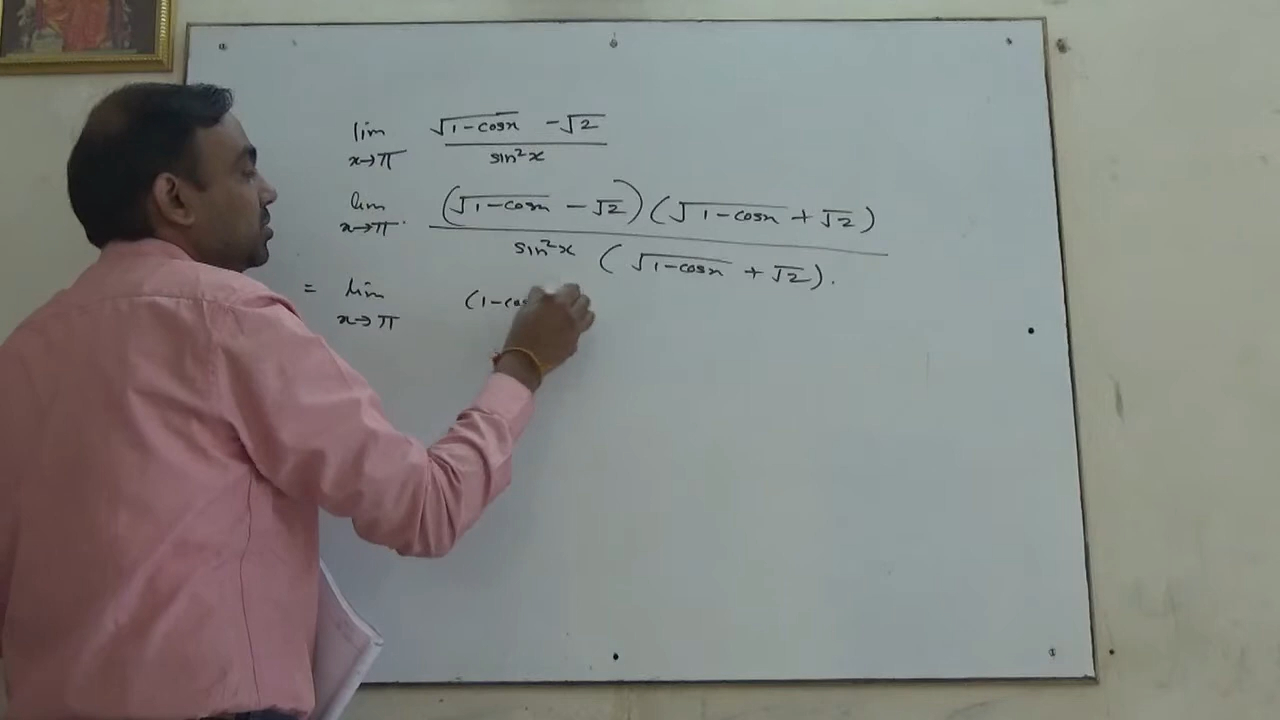 lim √1-cosx -√2
x→π sin²x
lim (√1-cosx - √2) (√1-cosx + √2)
x→π sin²x (√1-cosx + √2).
= lim (1-cos
x→π